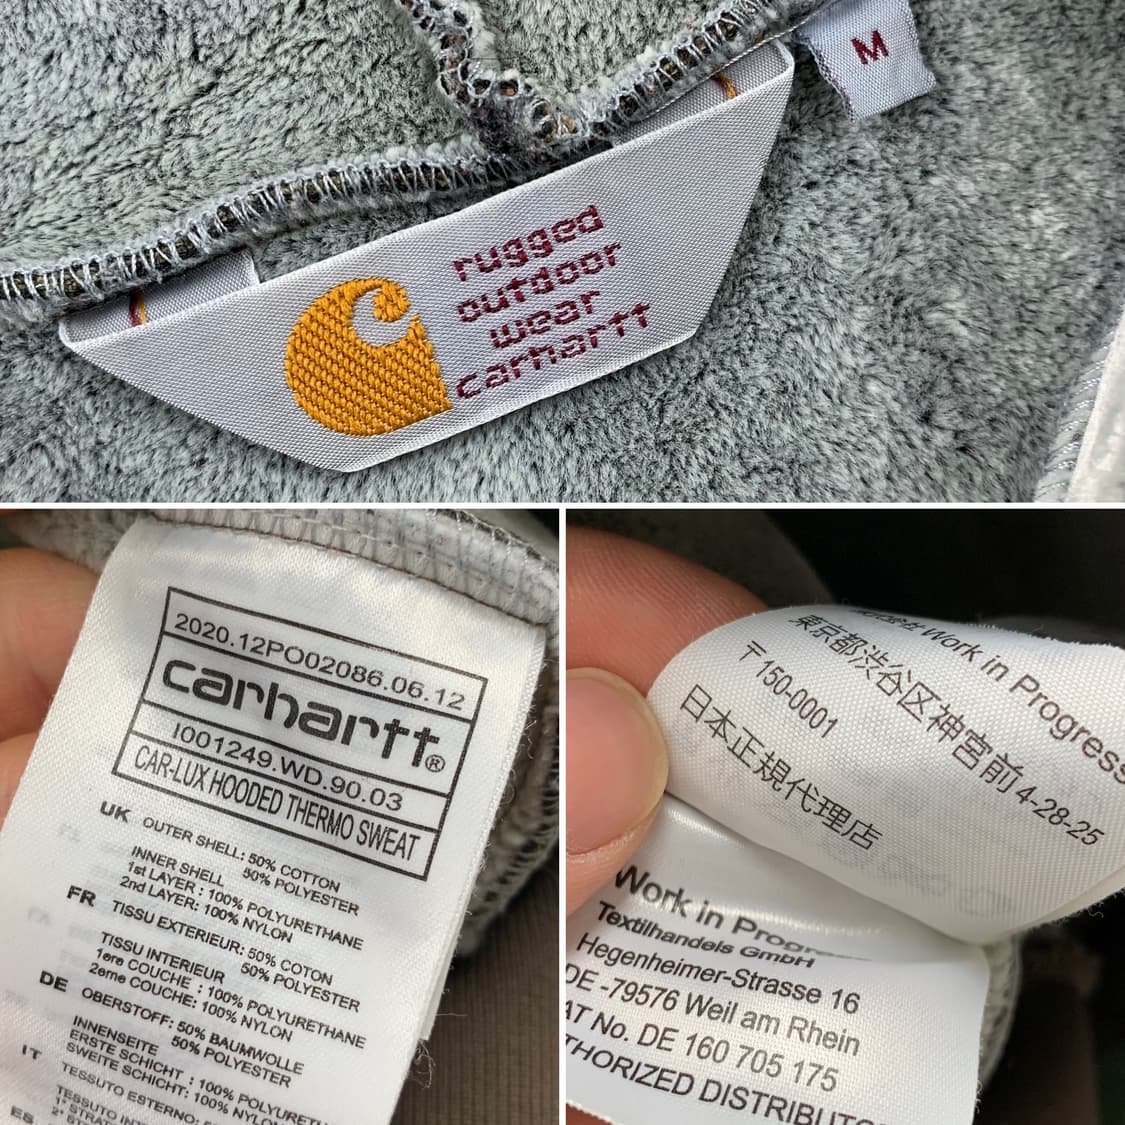 M
rugged
outdoor
wear
carhartt
2020.12PO02086.06.12
carhartt®
I001249.WD.90.03
CAR-LUX HOODED THERMO SWEAT
UK OUTER SHELL: 50% COTTON
50% POLYESTER
INNER SHELL
1st LAYER : 100% POLYURETHANE
2nd LAYER: 100% NYLON
FR TISSU EXTERIEUR: 50% COTON
50% POLYESTER
TISSU INTERIEUR
1ere COUCHE : 100% POLYURETHANE
2eme COUCHE: 100% NYLON
DE OBERSTOFF: 50% BAUMWOLLE
50% POLYESTER
INNENSEITE
ERSTE SCHICHT : 100% POLYURETHAN
SWEITE SCHICHT: 100% NYLON
IT TESSUTO ESTERNO:
TESSUTO
ES
Work in Progress
東京都渋谷区神宮前4-28-25
〒150-0001
日本正規代理店
Work in Progr
Textilhandels GmbH
Hegenheimer-Strasse 16
DE -79576 Weil am Rhein
AT No. DE 160 705 175
THORIZED DISTRIBUTO